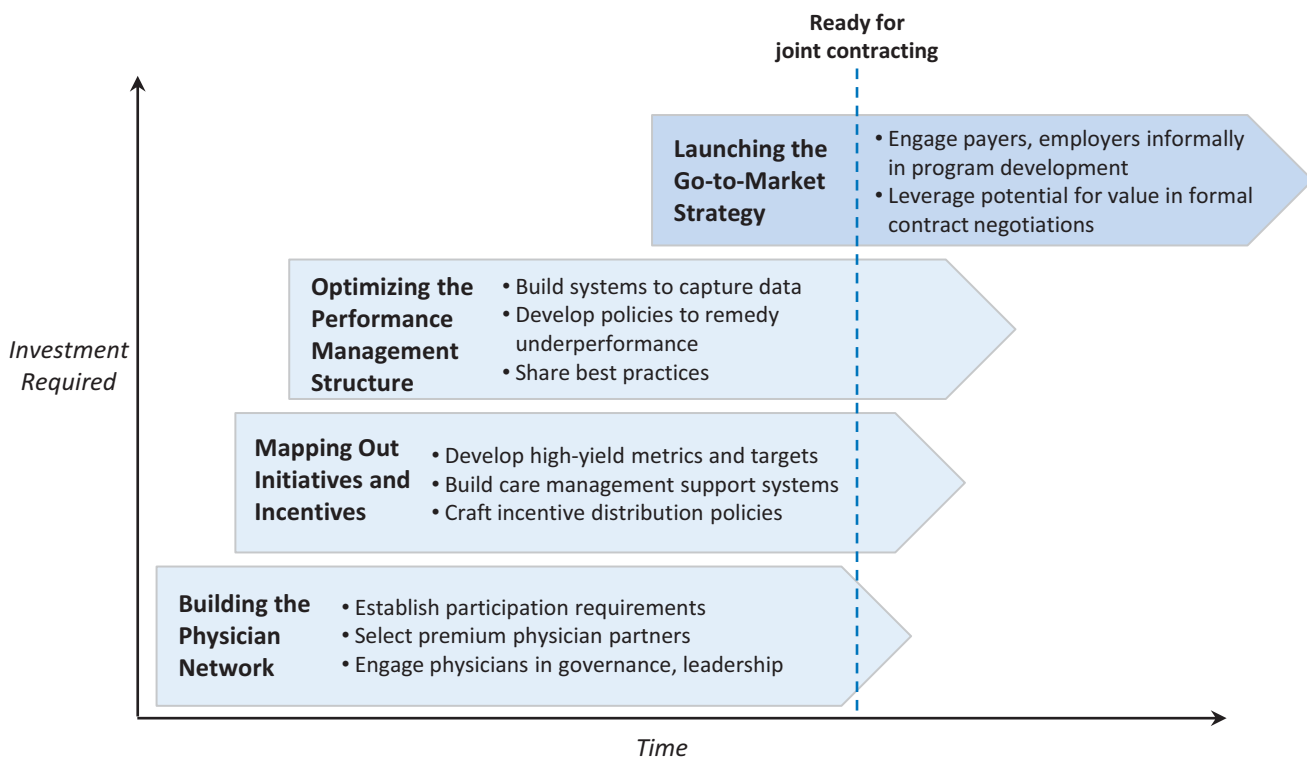 Ready for
joint contracting
Launching the
Go-to-Market
Strategy
• Engage payers, employers informally
in program development
• Leverage potential for value in formal
contract negotiations
Optimizing the
Performance
Management
Structure
• Build systems to capture data
• Develop policies to remedy
underperformance
• Share best practices
Investment
Required
Mapping Out
Initiatives and
Incentives
• Develop high-yield metrics and targets
• Build care management support systems
• Craft incentive distribution policies
Building the
Physician
Network
• Establish participation requirements
• Select premium physician partners
• Engage physicians in governance, leadership
Time